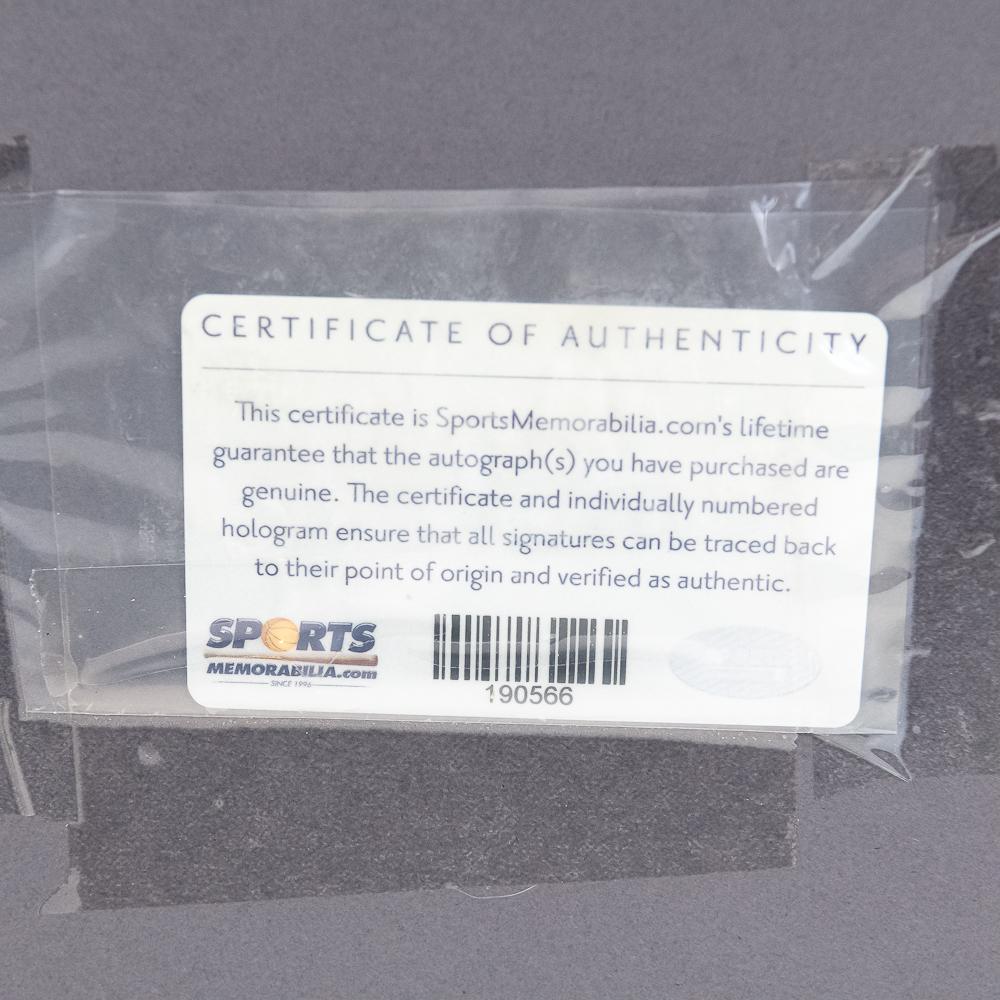 CERTIFICATE OF AUTHENTICITY
This certificate is SportsMemorabilia.com's lifetime
guarantee that the autograph(s) you have purchased are
genuine. The certificate and individually numbered
hologram ensure that all signatures can be traced back
to their point of origin and verified as authentic.
SPORTS
MEMORABILIA.com
SINCE 1996
190566